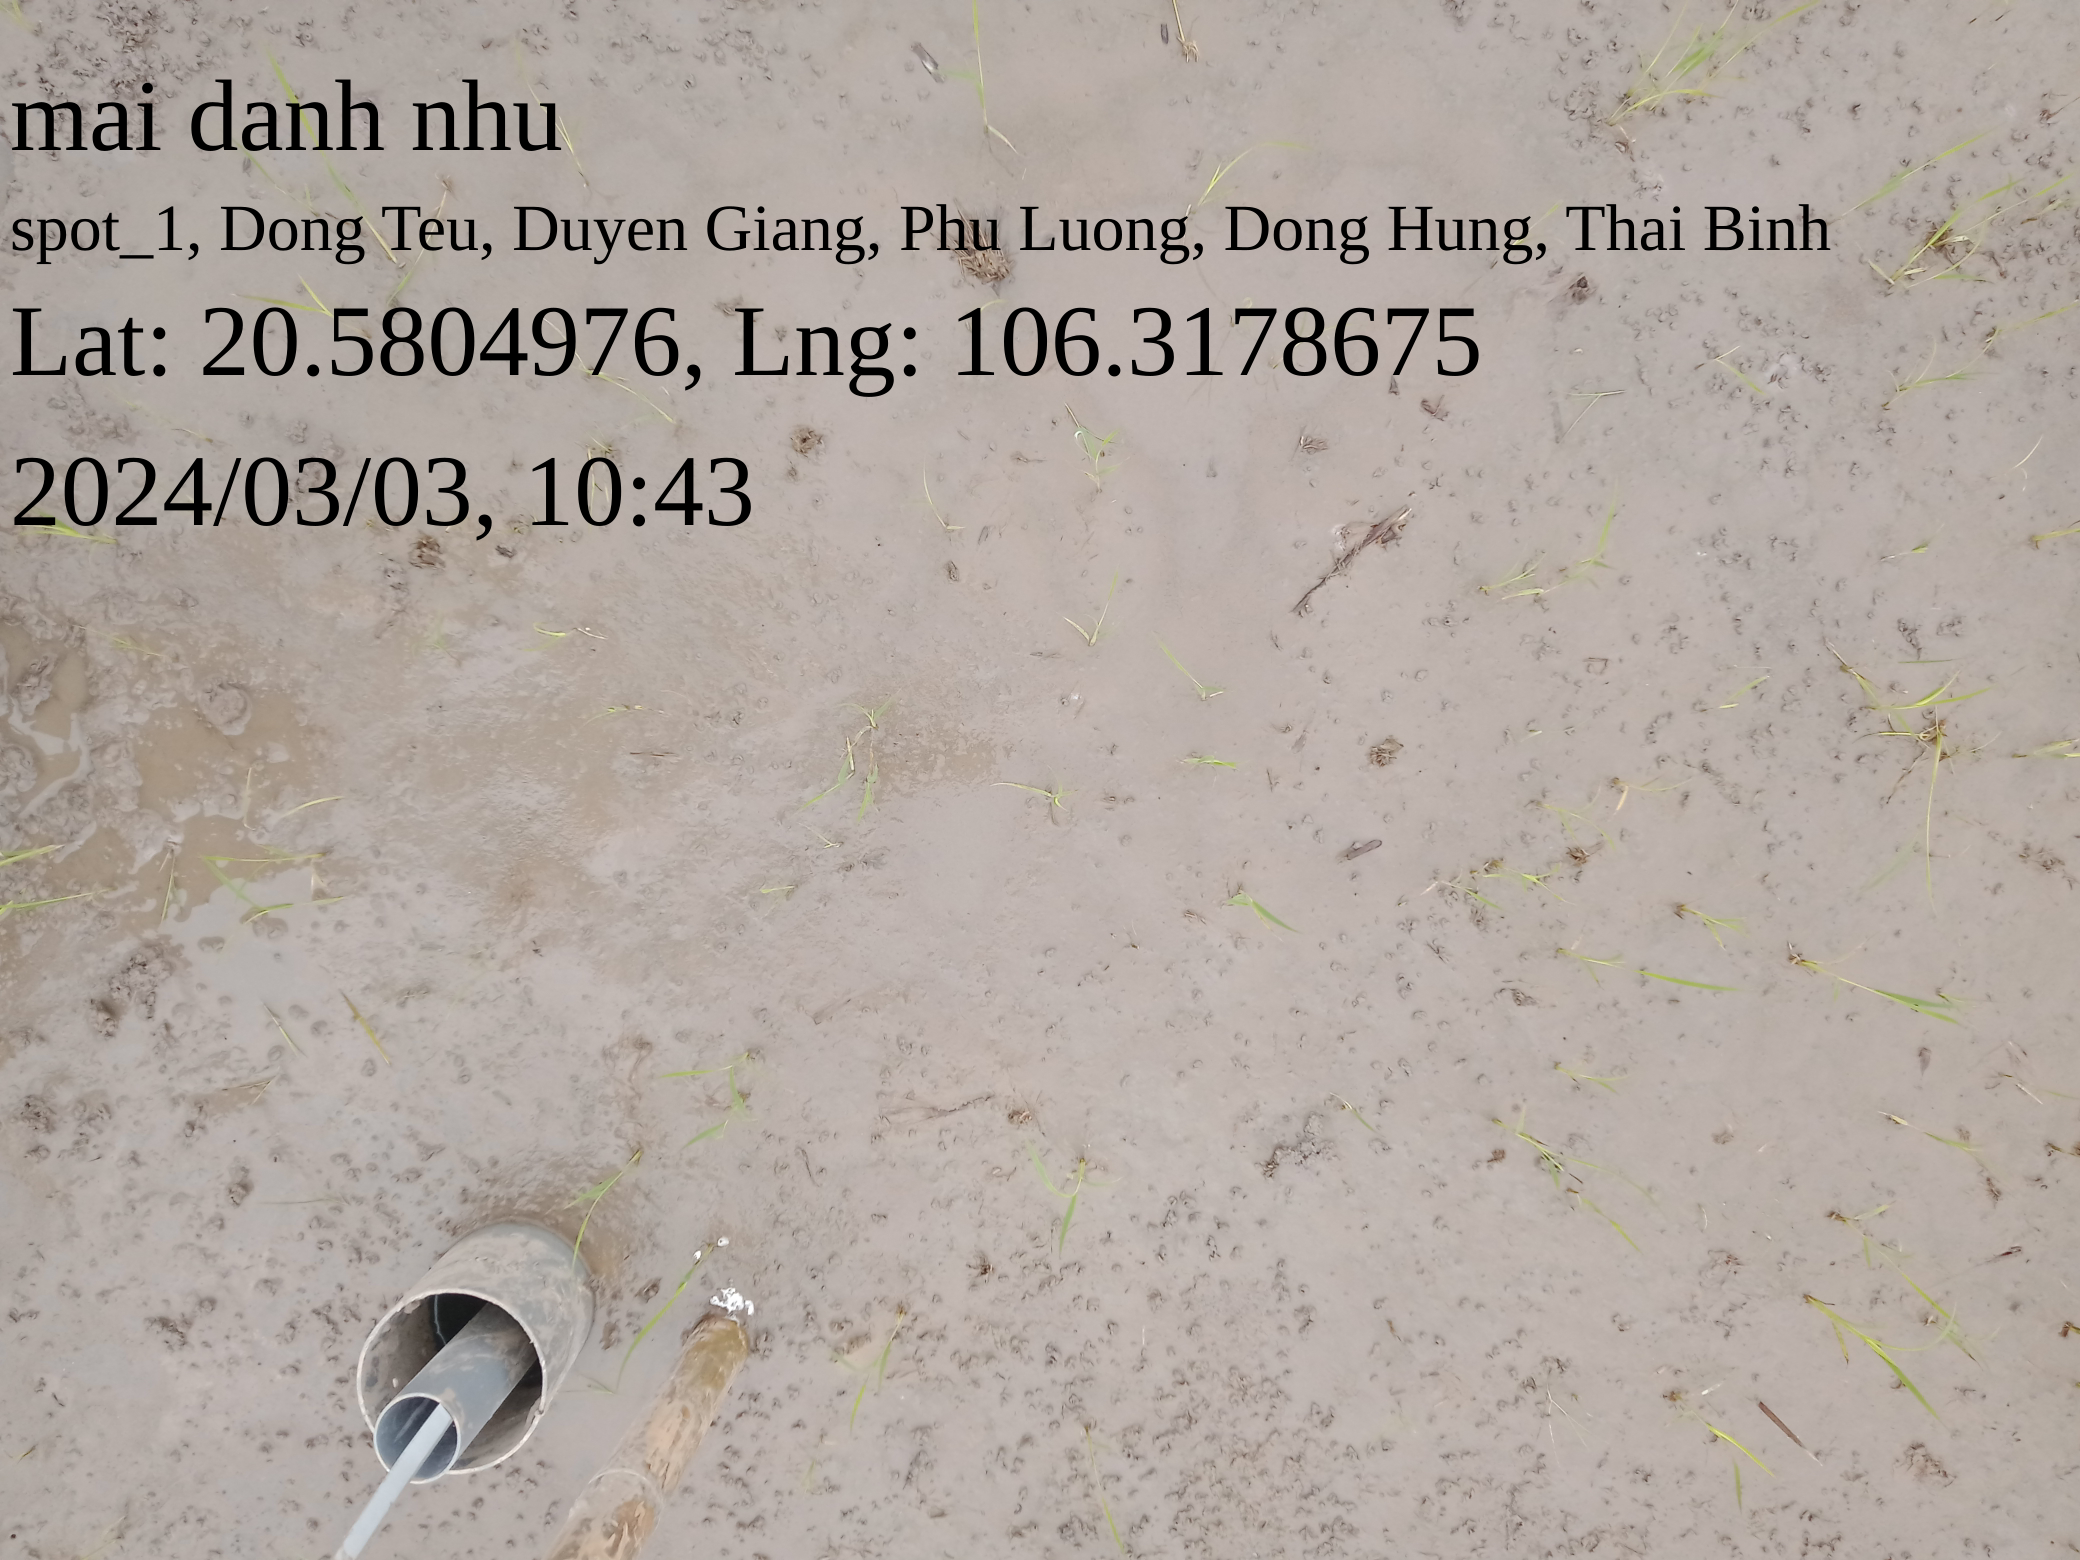 mai danh nhu
spot_1, Dong Teu, Duyen Giang, Phu Luong, Dong Hung, Thai Binh
Lat: 20.5804976, Lng: 106.3178675
2024/03/03, 10:43